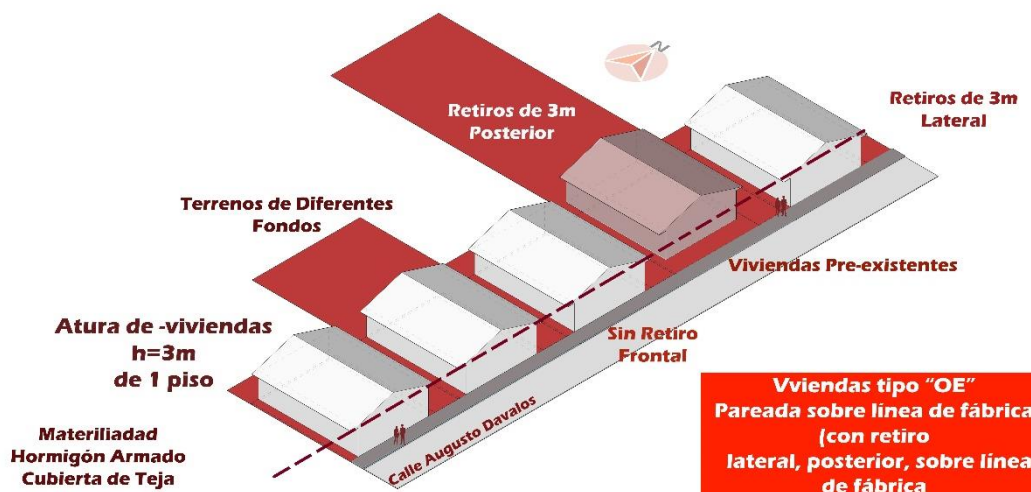 N
Retiros de 3m
Posterior
Retiros de 3m
Lateral
Terrenos de Diferentes
Fondos
Viviendas Pre-existentes
Atura de -viviendas
h=3m
de 1 piso
Sin Retiro
Frontal
Calle Augusto Davalos
Materiliadad
Hormigón Armado
Cubierta de Teja
Vviendas tipo “OE”
Pareada sobre línea de fábrica
(con retiro
lateral, posterior, sobre línea
de fábrica